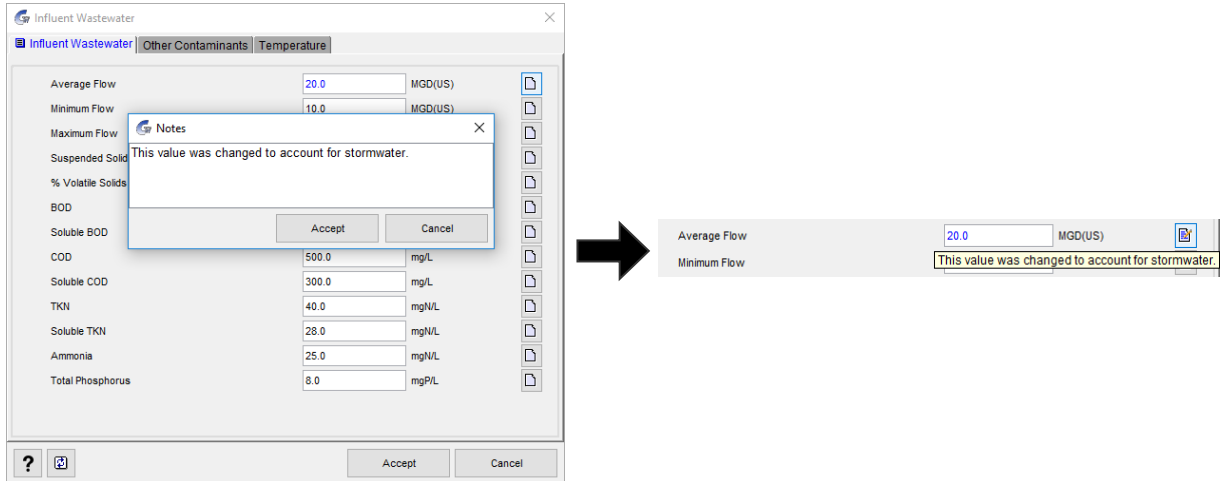 Influent Wastewater
Influent Wastewater Other Contaminants Temperature
Average Flow 20.0 MGD(US)
Minimum Flow 10.0 MGD(US)
Maximum Flow
Suspended Solid
% Volatile Solids
BOD
Soluble BOD
COD 500.0 mg/L
Soluble COD 300.0 mg/L
TKN 40.0 mgN/L
Soluble TKN 28.0 mgN/L
Ammonia 25.0 mgN/L
Total Phosphorus 8.0 mgP/L
? Accept Cancel
Notes
This value was changed to account for stormwater.
Accept Cancel
Average Flow 20.0 MGD(US)
Minimum Flow
This value was changed to account for stormwater.